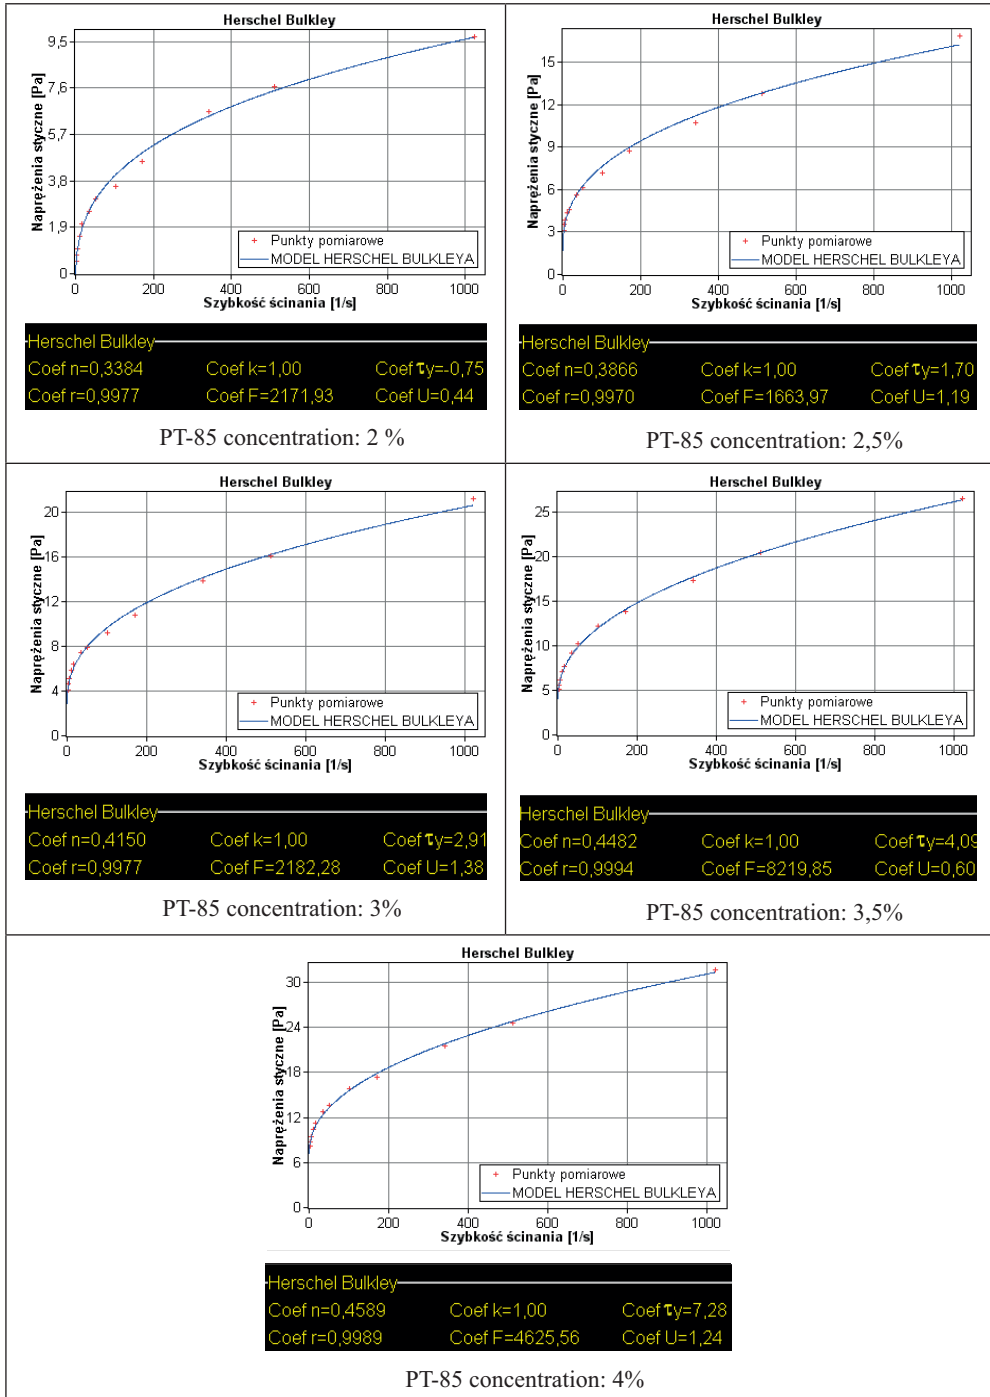 Herschel Bulkley
Naprężenia styczne [Pa]
9,5
7,6
5,7
3,8
1,9
0
0 200 400 600 800 1000
Szybkość ścinania [1/s]
+ Punkty pomiarowe
MODEL HERSCHEL BULKLEYA
Herschel Bulkley
Coef n=0,3384 Coef k=1,00 Coef τy=-0,75
Coef r=0,9977 Coef F=2171,93 Coef U=0,44
PT-85 concentration: 2 %
Herschel Bulkley
Naprężenia styczne [Pa]
15
12
9
6
3
0
0 200 400 600 800 1000
Szybkość ścinania [1/s]
+ Punkty pomiarowe
MODEL HERSCHEL BULKLEYA
Herschel Bulkley
Coef n=0,3866 Coef k=1,00 Coef τy=1,70
Coef r=0,9970 Coef F=1663,97 Coef U=1,19
PT-85 concentration: 2,5%
Herschel Bulkley
Naprężenia styczne [Pa]
20
16
12
8
4
0
0 200 400 600 800 1000
Szybkość ścinania [1/s]
+ Punkty pomiarowe
MODEL HERSCHEL BULKLEYA
Herschel Bulkley
Coef n=0,4150 Coef k=1,00 Coef τy=2,91
Coef r=0,9977 Coef F=2182,28 Coef U=1,38
PT-85 concentration: 3%
Herschel Bulkley
Naprężenia styczne [Pa]
25
20
15
10
5
0
0 200 400 600 800 1000
Szybkość ścinania [1/s]
+ Punkty pomiarowe
MODEL HERSCHEL BULKLEYA
Herschel Bulkley
Coef n=0,4482 Coef k=1,00 Coef τy=4,09
Coef r=0,9994 Coef F=8219,85 Coef U=0,60
PT-85 concentration: 3,5%
Herschel Bulkley
Naprężenia styczne [Pa]
30
24
18
12
6
0
0 200 400 600 800 1000
Szybkość ścinania [1/s]
+ Punkty pomiarowe
MODEL HERSCHEL BULKLEYA
Herschel Bulkley
Coef n=0,4589 Coef k=1,00 Coef τy=7,28
Coef r=0,9989 Coef F=4625,56 Coef U=1,24
PT-85 concentration: 4%